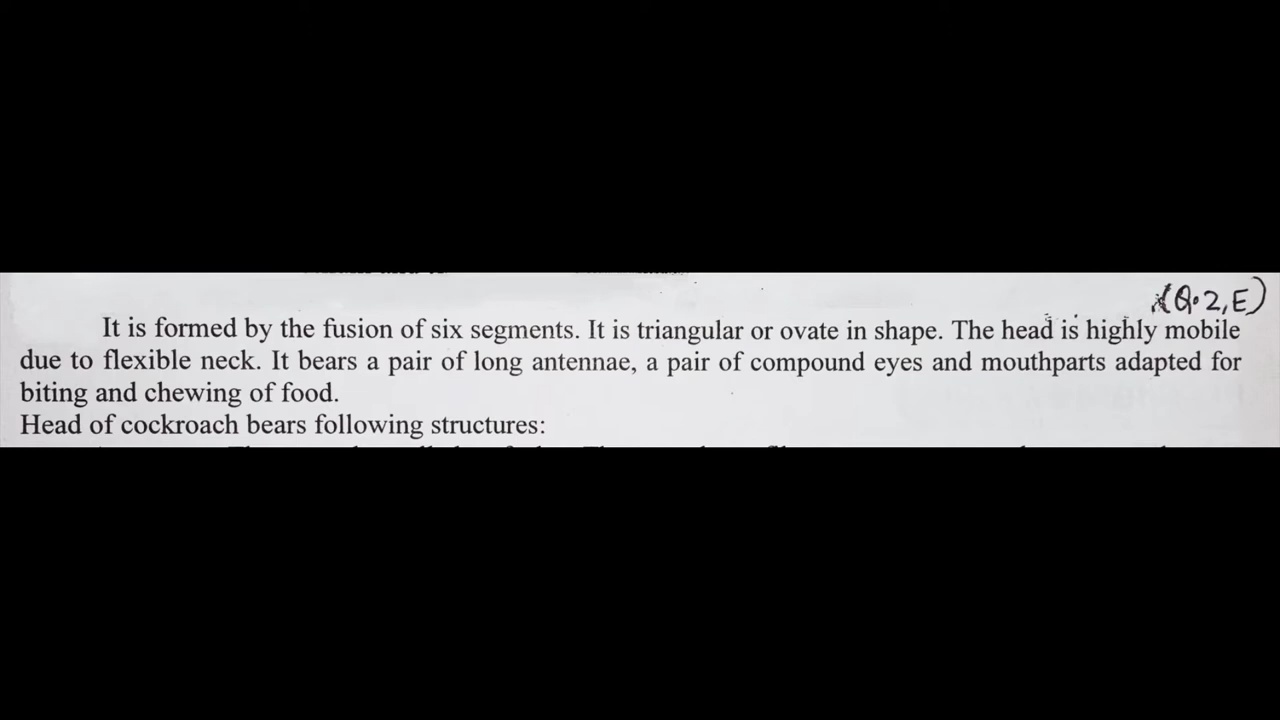 (Q.2,E)
It is formed by the fusion of six segments. It is triangular or ovate in shape. The head is highly mobile
due to flexible neck. It bears a pair of long antennae, a pair of compound eyes and mouthparts adapted for
biting and chewing of food.
Head of cockroach bears following structures: